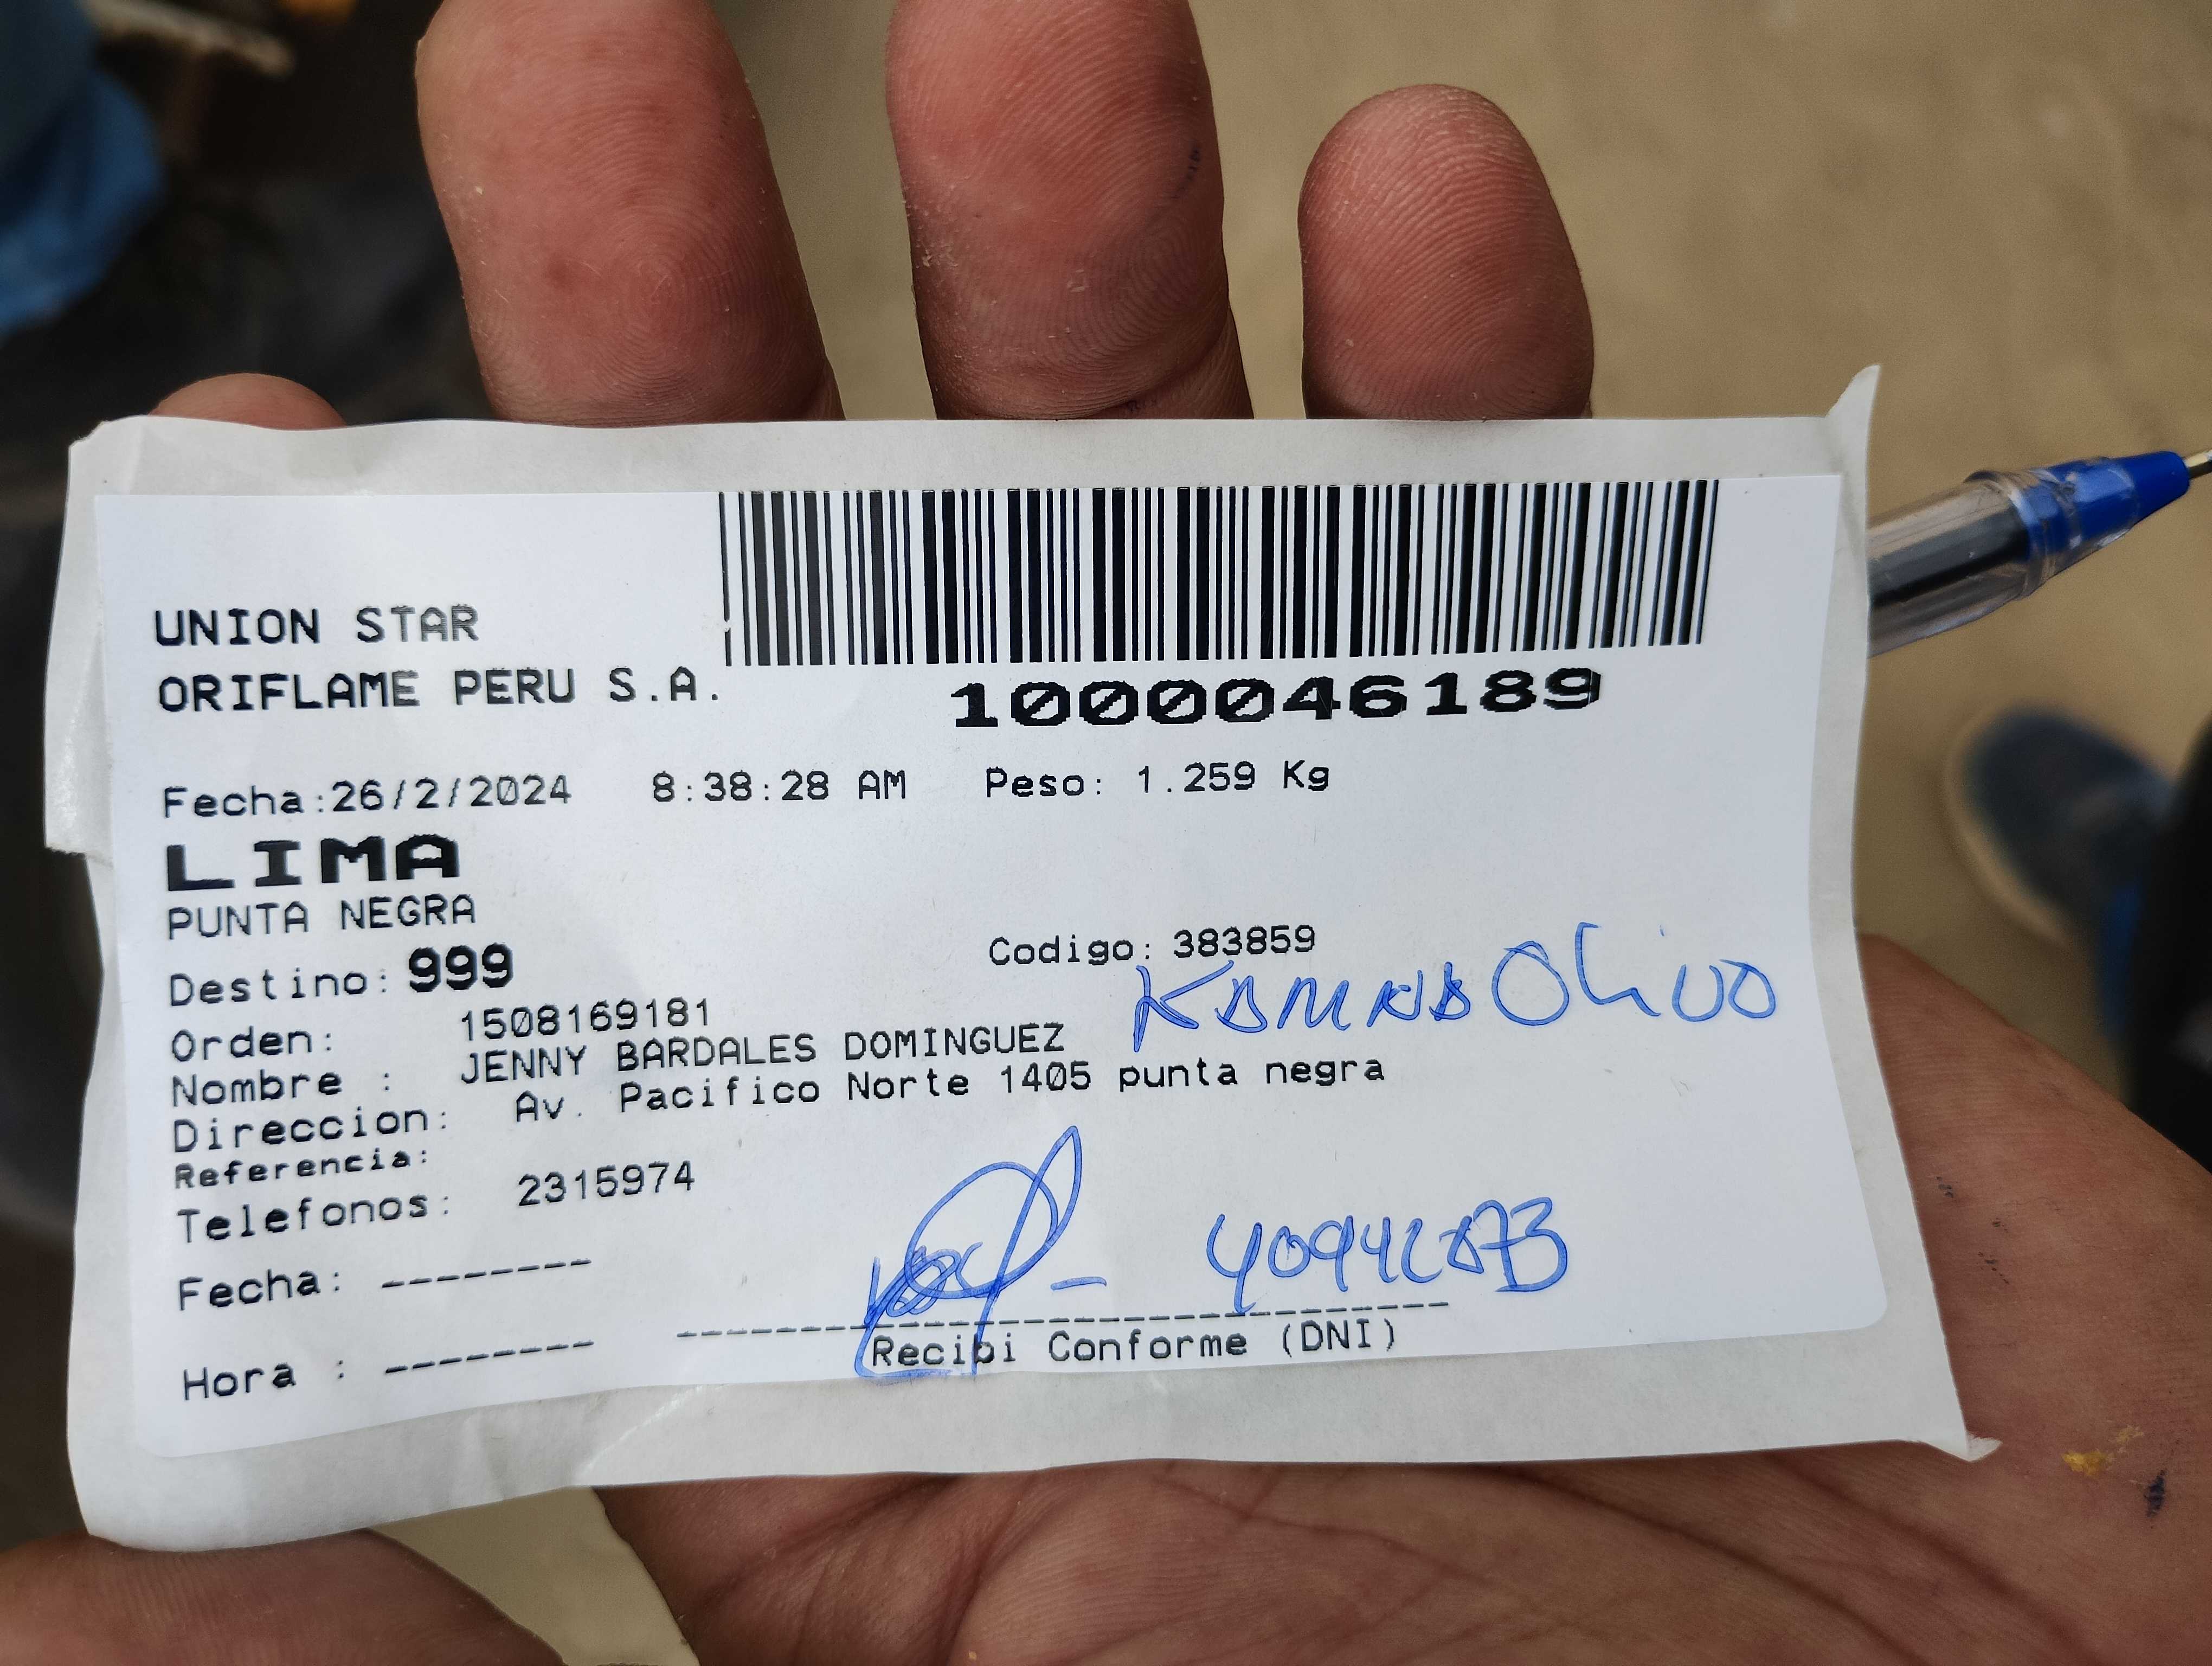 UNION STAR
ORIFLAME PERU S.A.
1000046189
Fecha:26/2/2024 8:38:28 AM Peso: 1.259 Kg
LIMA
PUNTA NEGRA
Destino: 999 Codigo: 383859
Orden: 1508169181
Olivo
Nombre : JENNY BARDALES DOMINGUEZ
Direccion: Av. Pacifico Norte 1405 punta negra
Referencia:
Telefonos: 2315974
Fecha: --------
Hora : --------
Recibi Conforme (DNI)